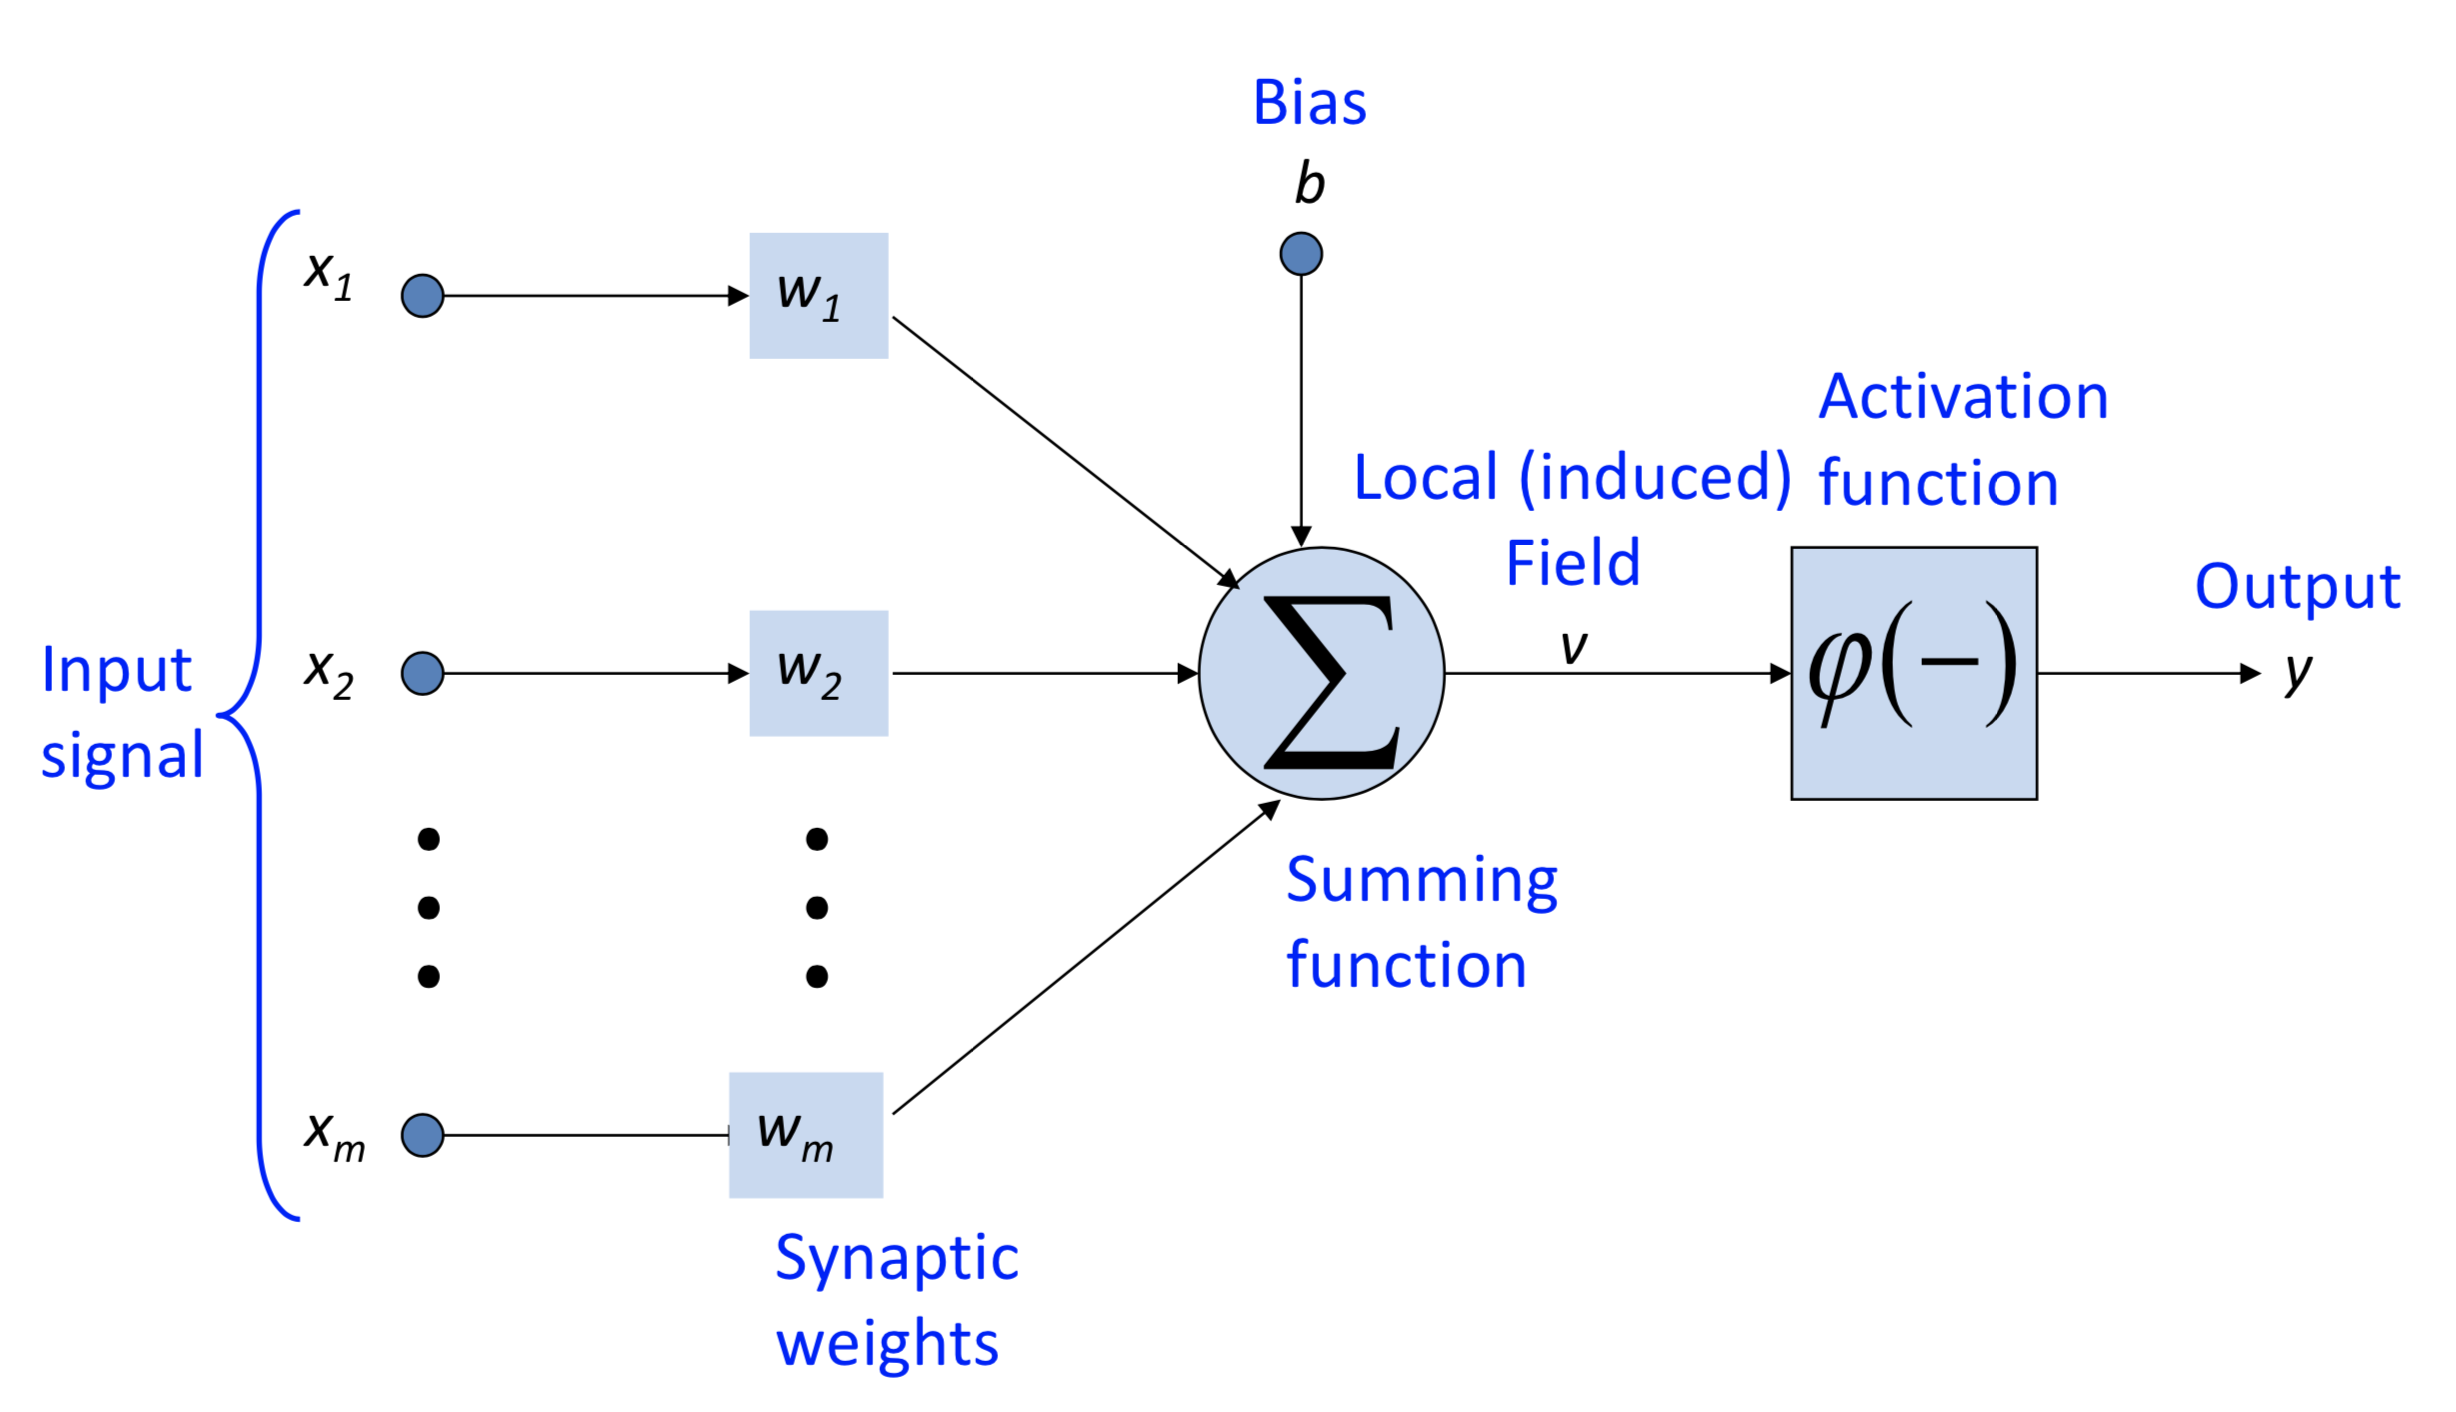 Bias
b
x1
w1
Activation
function
Local (induced)
Field
Output
Input
signal
x2
w2
∑
v
φ(−)
y
Summing
function
xm
wm
Synaptic
weights